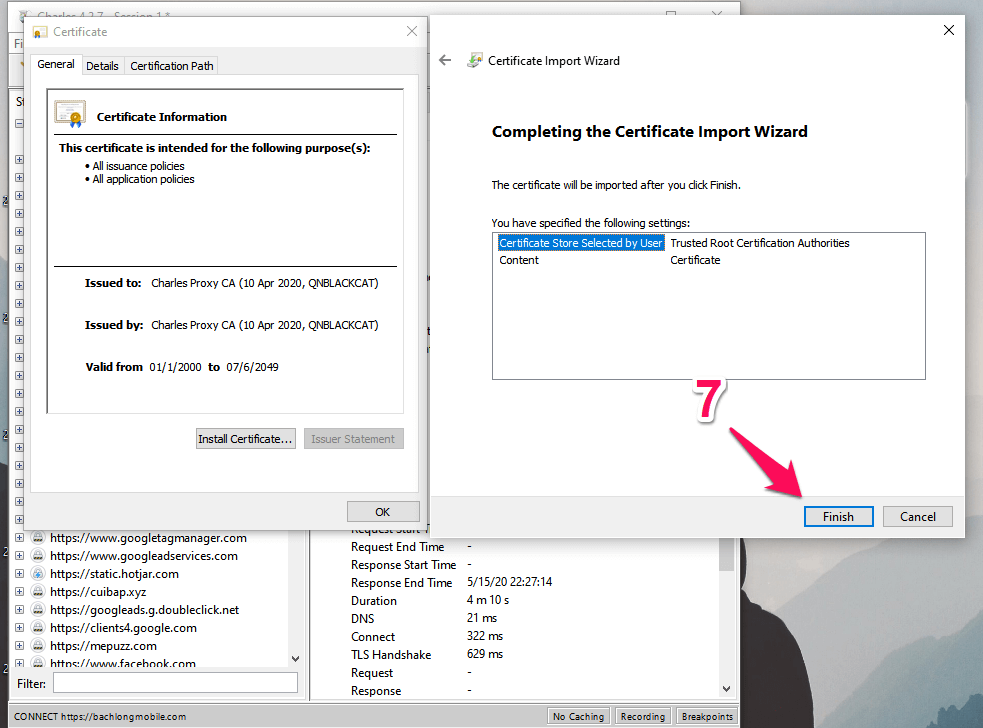 Charles 4.2.7 - Session 1 *
Certificate
General
Details
Certification Path
Certificate Information
This certificate is intended for the following purpose(s):
• All issuance policies
• All application policies
Issued to: Charles Proxy CA (10 Apr 2020, QNBLACKCAT)
Issued by: Charles Proxy CA (10 Apr 2020, QNBLACKCAT)
Valid from 01/1/2000 to 07/6/2049
Install Certificate...
Issuer Statement
OK
Certificate Import Wizard
Completing the Certificate Import Wizard
The certificate will be imported after you click Finish.
You have specified the following settings:
Certificate Store Selected by User Trusted Root Certification Authorities
Content Certificate
7
Finish
Cancel
https://www.googletagmanager.com
https://www.googleadservices.com
https://static.hotjar.com
https://cuibap.xyz
https://googleads.g.doubleclick.net
https://clients4.google.com
https://mepuzz.com
https://www.facebook.com
Filter:
Request Start T
Request End Time -
Response Start Time -
Response End Time 5/15/20 22:27:14
Duration 4 m 10 s
DNS 21 ms
Connect 322 ms
TLS Handshake 629 ms
Request -
Response -
CONNECT https://bachlongmobile.com
No Caching
Recording
Breakpoints